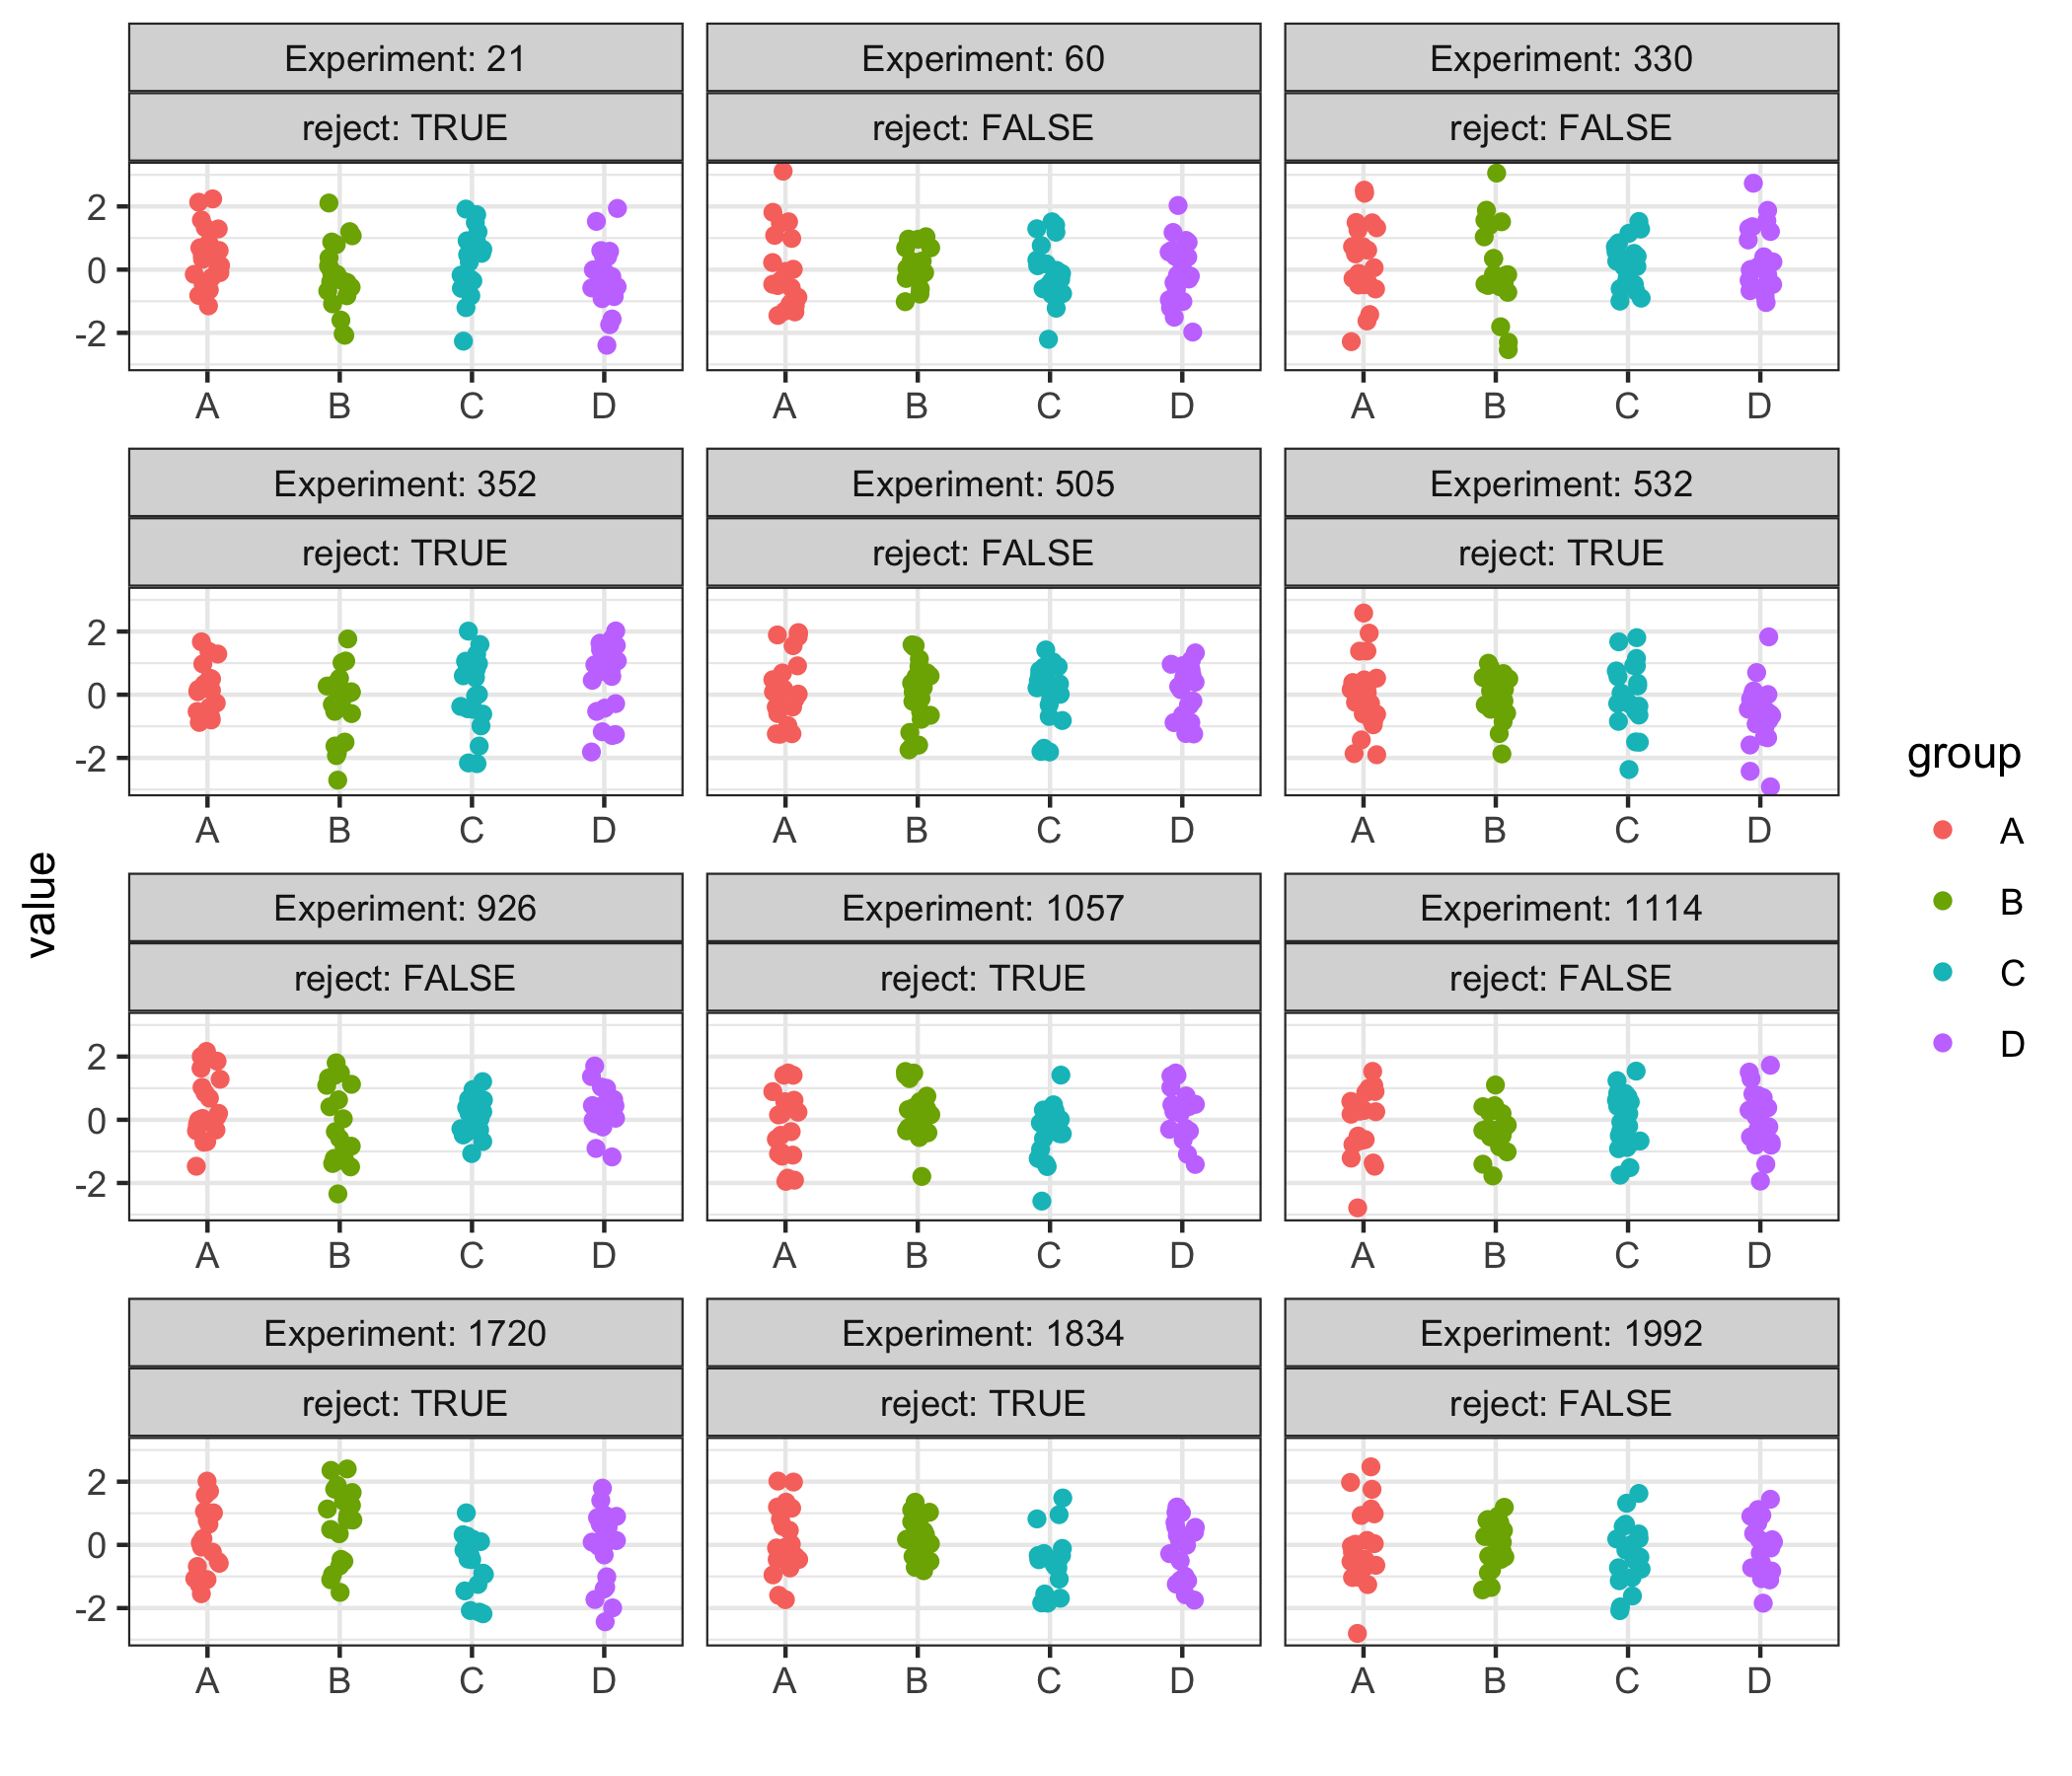 Experiment: 21
reject: TRUE
Experiment: 60
reject: FALSE
Experiment: 330
reject: FALSE
2
0
-2
A B C D
A B C D
A B C D
Experiment: 352
reject: TRUE
Experiment: 505
reject: FALSE
Experiment: 532
reject: TRUE
2
0
-2
A B C D
A B C D
A B C D
Experiment: 926
reject: FALSE
Experiment: 1057
reject: TRUE
Experiment: 1114
reject: FALSE
2
0
-2
A B C D
A B C D
A B C D
Experiment: 1720
reject: TRUE
Experiment: 1834
reject: TRUE
Experiment: 1992
reject: FALSE
2
0
-2
A B C D
A B C D
A B C D
value
group
A
B
C
D